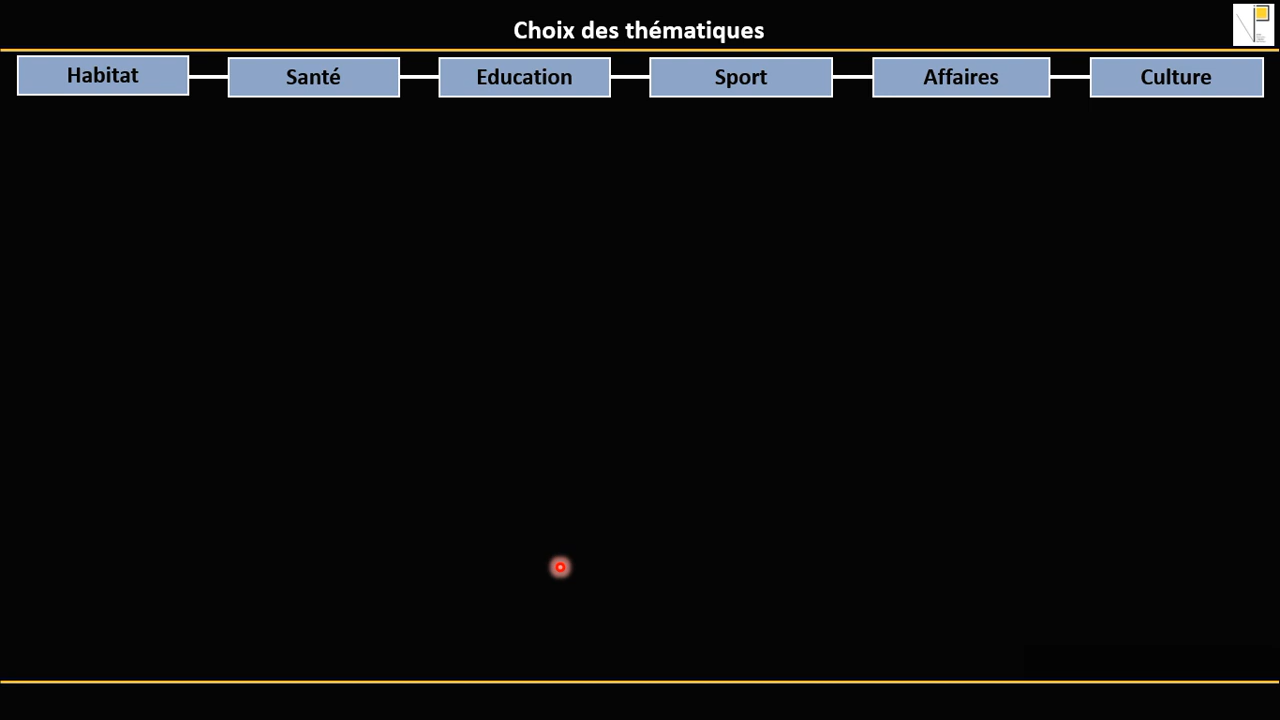 Choix des thématiques
Habitat
Santé
Education
Sport
Affaires
Culture